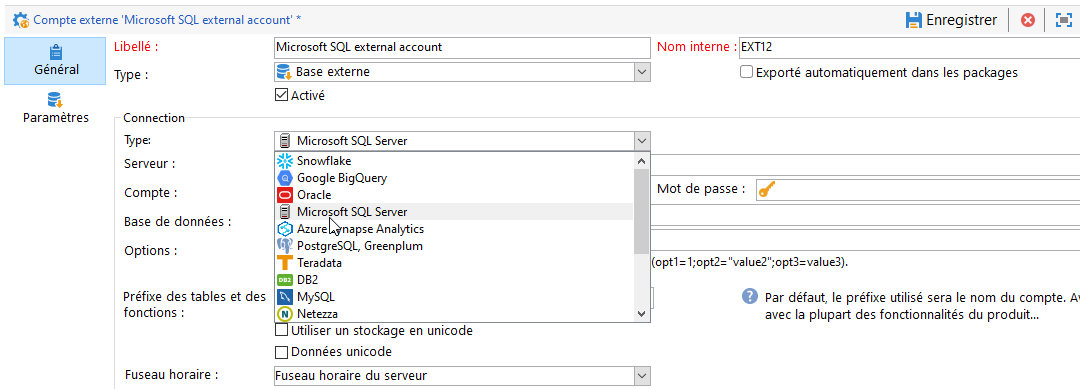 Compte externe 'Microsoft SQL external account' *
Enregistrer
Général
Paramètres
Libellé :
Microsoft SQL external account
Nom interne :
EXT12
Type :
Base externe
Exporté automatiquement dans les packages
Activé
Connection
Type:
Microsoft SQL Server
Serveur :
Snowflake
Google BigQuery
Compte :
Oracle
Mot de passe :
Microsoft SQL Server
Base de données :
Azure Synapse Analytics
Options :
PostgreSQL, Greenplum
Teradata
(opt1=1;opt2="value2";opt3=value3).
DB2
Préfixe des tables et des
fonctions :
MySQL
Netezza
Par défaut, le préfixe utilisé sera le nom du compte.
avec la plupart des fonctionnalités du produit...
Utiliser un stockage en unicode
Données unicode
Fuseau horaire :
Fuseau horaire du serveur